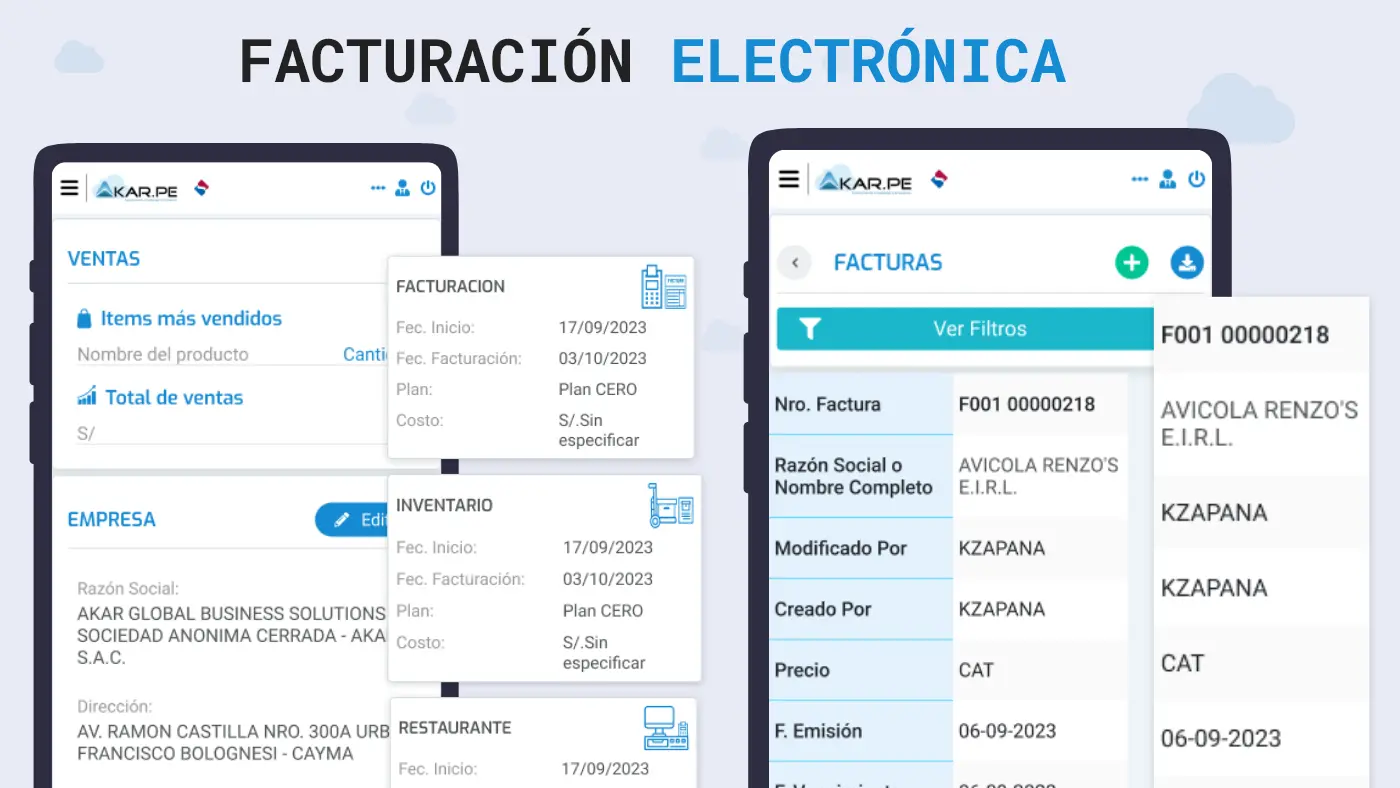 FACTURACIÓN ELECTRÓNICA
AKAR.PE
VENTAS
Items más vendidos
Nombre del producto Canti
Total de ventas
S/
EMPRESA Edit
Razón Social:
AKAR GLOBAL BUSINESS SOLUTIONS
SOCIEDAD ANONIMA CERRADA - AKA
S.A.C.
Dirección:
AV. RAMON CASTILLA NRO. 300A URB
FRANCISCO BOLOGNESI - CAYMA
FACTURACION
Fec. Inicio: 17/09/2023
Fec. Facturación: 03/10/2023
Plan: Plan CERO
Costo: S/.Sin
especificar
INVENTARIO
Fec. Inicio: 17/09/2023
Fec. Facturación: 03/10/2023
Plan: Plan CERO
Costo: S/.Sin
especificar
RESTAURANTE
Fec. Inicio: 17/09/2023
AKAR.PE
FACTURAS
Ver Filtros
Nro. Factura F001 00000218
Razón Social o
Nombre Completo
AVICOLA RENZO'S
E.I.R.L.
Modificado Por KZAPANA
Creado Por KZAPANA
Precio CAT
F. Emisión 06-09-2023
F001 00000218
AVICOLA RENZO'S
E.I.R.L.
KZAPANA
KZAPANA
CAT
06-09-2023